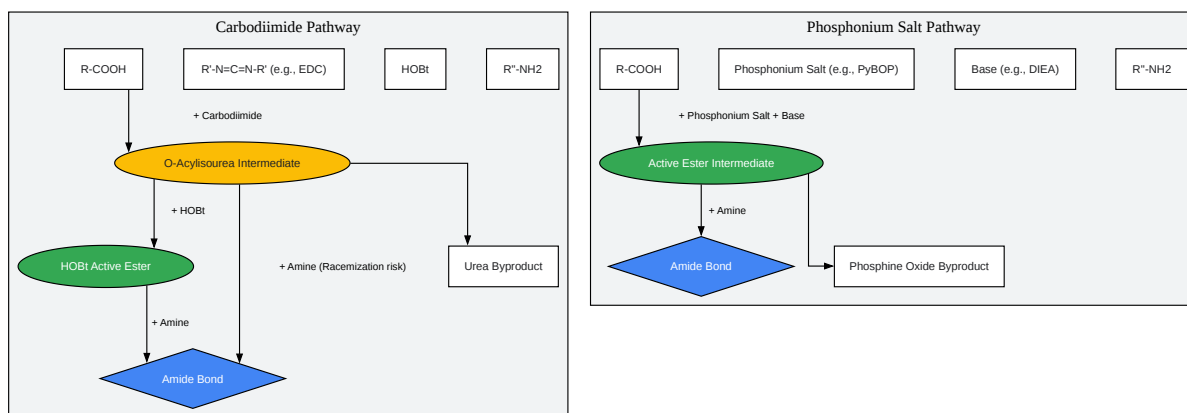 Carbodiimide Pathway
R-COOH
R'-N=C=N-R' (e.g., EDC)
HOBt
R"-NH2
+ Carbodiimide
O-Acylisourea Intermediate
+ HOBt
HOBt Active Ester
+ Amine (Racemization risk)
Urea Byproduct
+ Amine
Amide Bond
Phosphonium Salt Pathway
R-COOH
Phosphonium Salt (e.g., PyBOP)
Base (e.g., DIEA)
R"-NH2
+ Phosphonium Salt + Base
Active Ester Intermediate
+ Amine
Amide Bond
Phosphine Oxide Byproduct